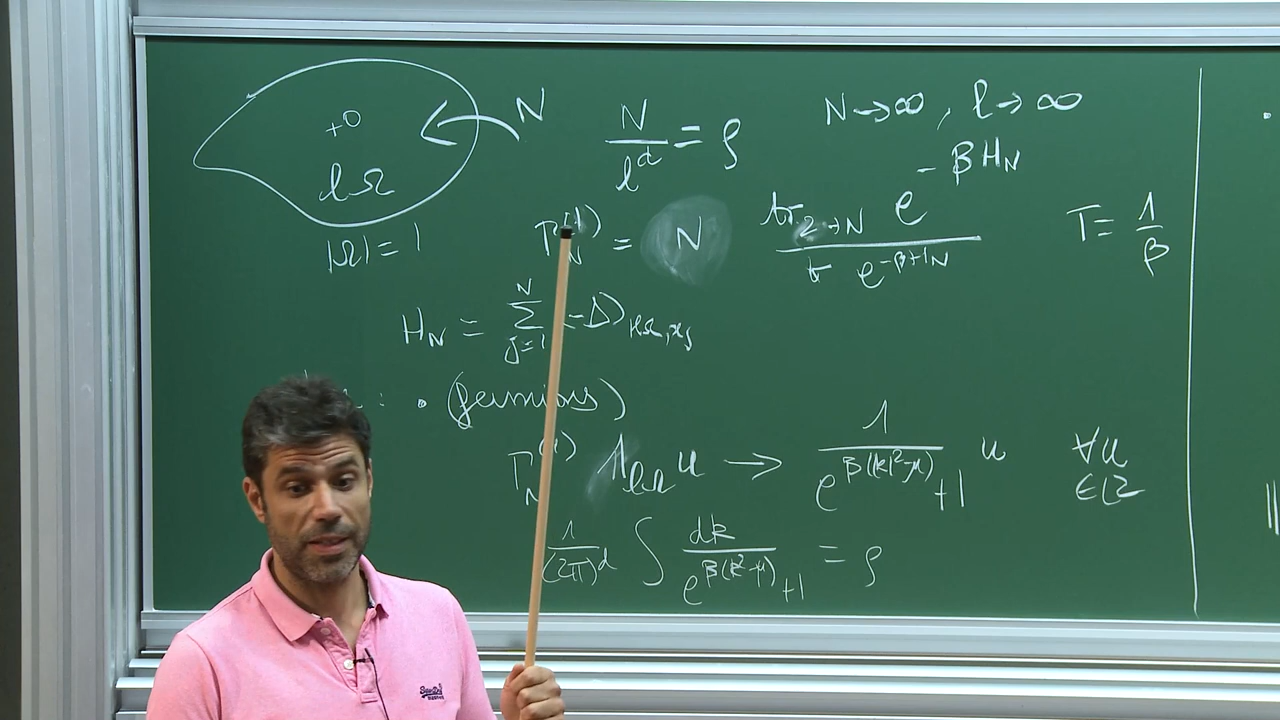 +0
ℓΩ
|Ω| = 1
N
N / ℓ^d = ρ
N → ∞, ℓ → ∞
Γ_N^(1) = N tr_{2→N} e^{-βH_N} / tr e^{-βH_N}
T = 1/β
H_N = Σ_{j=1}^N (-Δ)_{ℓΩ,x_j}
: • (fermions)
Γ_N^(1) 1_{ℓΩ} u → 1 / (e^{β(|k|²-μ)} + 1) u ∀u ∈ L²
1/(2π)^d ∫ dk / (e^{β(k²-μ)} + 1) = ρ